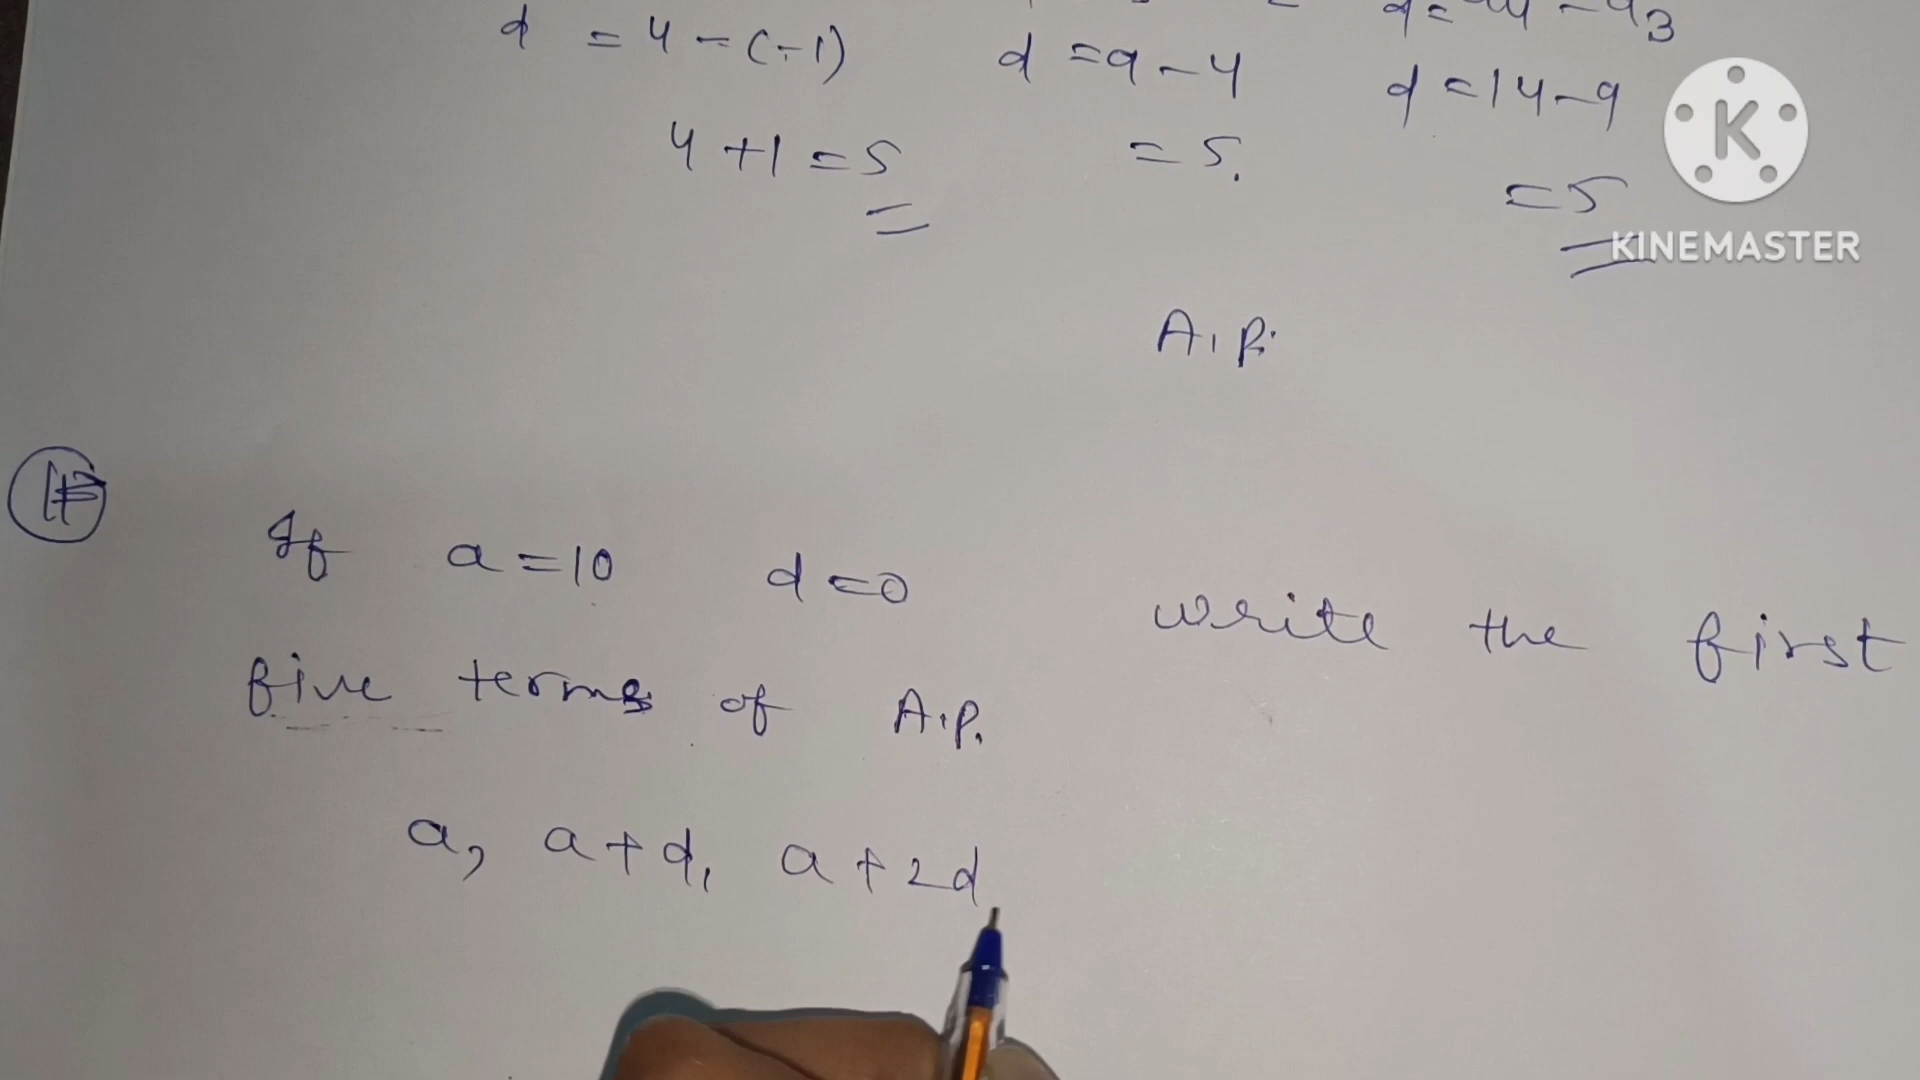 d = 4 - (-1)
d = 9 - 4
d = 14 - 9
4 + 1 = 5
= 5.
= 5
K
KINEMASTER
A.P.
If a = 10 d = 0 write the first
five terms of A.P.
a, a + d, a + 2d